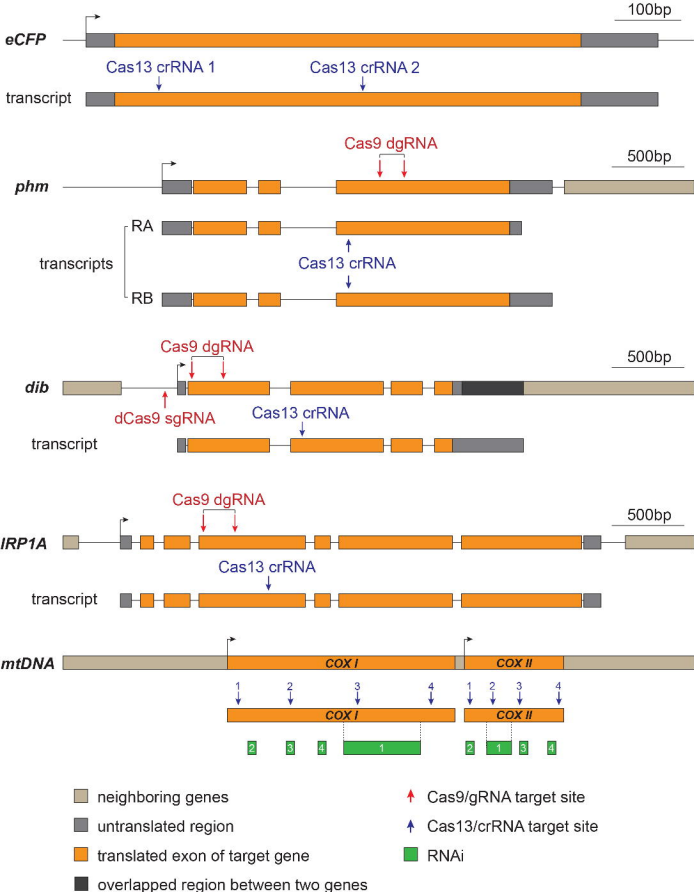 100bp
eCFP
Cas13 crRNA 1 Cas13 crRNA 2
transcript
Cas9 dgRNA
500bp
phm
RA
transcripts
Cas13 crRNA
RB
Cas9 dgRNA
500bp
dib
dCas9 sgRNA
Cas13 crRNA
transcript
Cas9 dgRNA
500bp
IRP1A
Cas13 crRNA
transcript
mtDNA COX I COX II
1 2 3 4 1 2 3 4
COX I COX II
2 3 4 1 2 1 3 4
neighboring genes
untranslated region
translated exon of target gene
overlapped region between two genes
Cas9/gRNA target site
Cas13/crRNA target site
RNAi